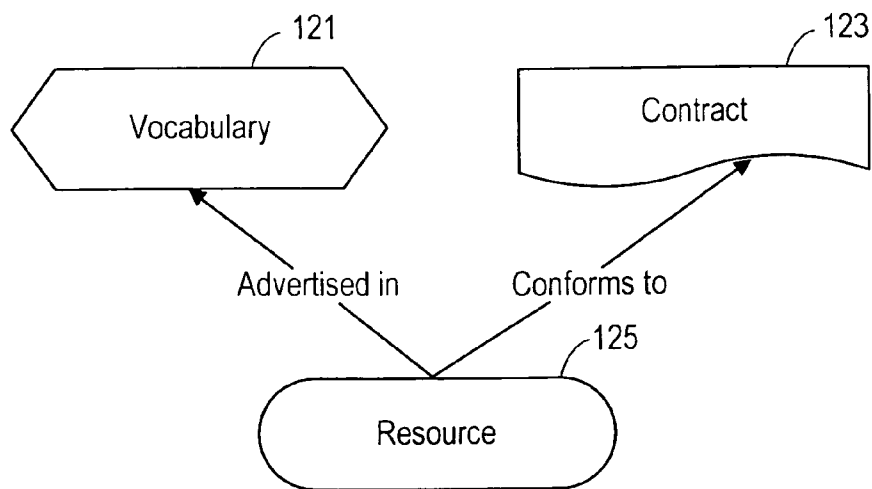 121
123
Vocabulary
Contract
Advertised in
Conforms to
125
Resource